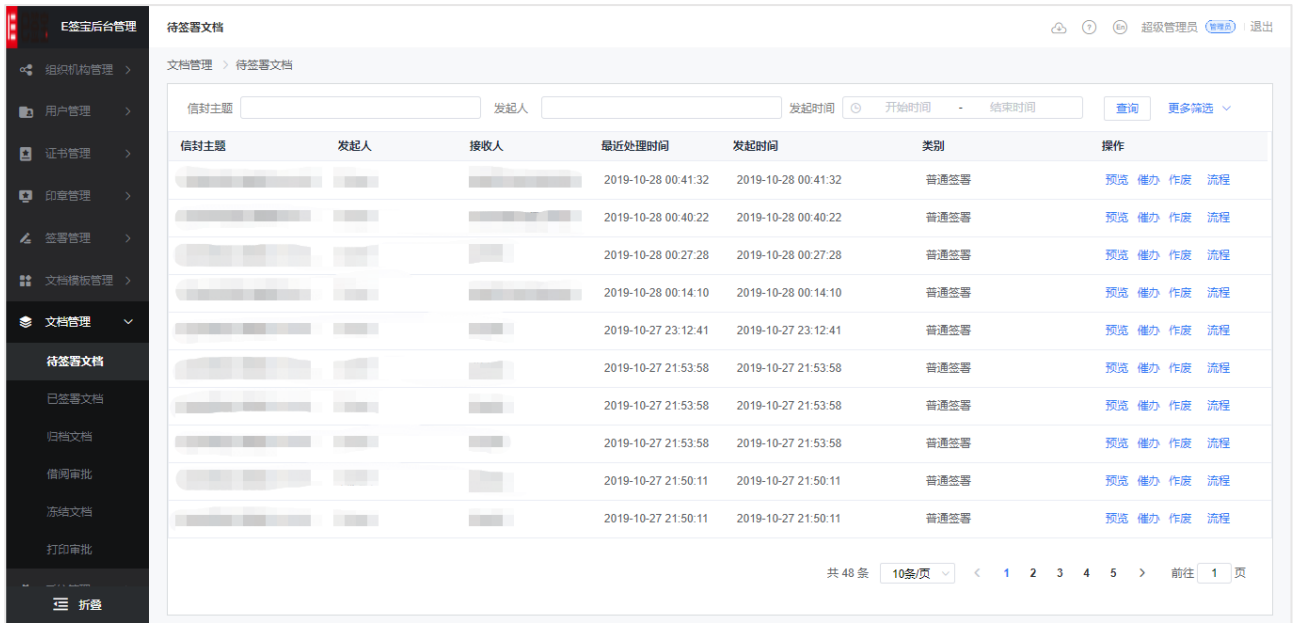 E签宝后台管理
待签署文档
En
超级管理员 管理员 退出
组织机构管理
用户管理
证书管理
印章管理
签署管理
文档模板管理
文档管理
待签署文档
已签署文档
归档文档
借阅审批
冻结文档
打印审批
折叠
文档管理 > 待签署文档
信封主题 发起人 发起时间 开始时间 - 结束时间 查询 更多筛选
信封主题 发起人 接收人 最近处理时间 发起时间 类别 操作
2019-10-28 00:41:32 2019-10-28 00:41:32 普通签署 预览 催办 作废 流程
2019-10-28 00:40:22 2019-10-28 00:40:22 普通签署 预览 催办 作废 流程
2019-10-28 00:27:28 2019-10-28 00:27:28 普通签署 预览 催办 作废 流程
2019-10-28 00:14:10 2019-10-28 00:14:10 普通签署 预览 催办 作废 流程
2019-10-27 23:12:41 2019-10-27 23:12:41 普通签署 预览 催办 作废 流程
2019-10-27 21:53:58 2019-10-27 21:53:58 普通签署 预览 催办 作废 流程
2019-10-27 21:53:58 2019-10-27 21:53:58 普通签署 预览 催办 作废 流程
2019-10-27 21:53:58 2019-10-27 21:53:58 普通签署 预览 催办 作废 流程
2019-10-27 21:50:11 2019-10-27 21:50:11 普通签署 预览 催办 作废 流程
2019-10-27 21:50:11 2019-10-27 21:50:11 普通签署 预览 催办 作废 流程
共 48 条 10条/页 < 1 2 3 4 5 > 前往 1 页